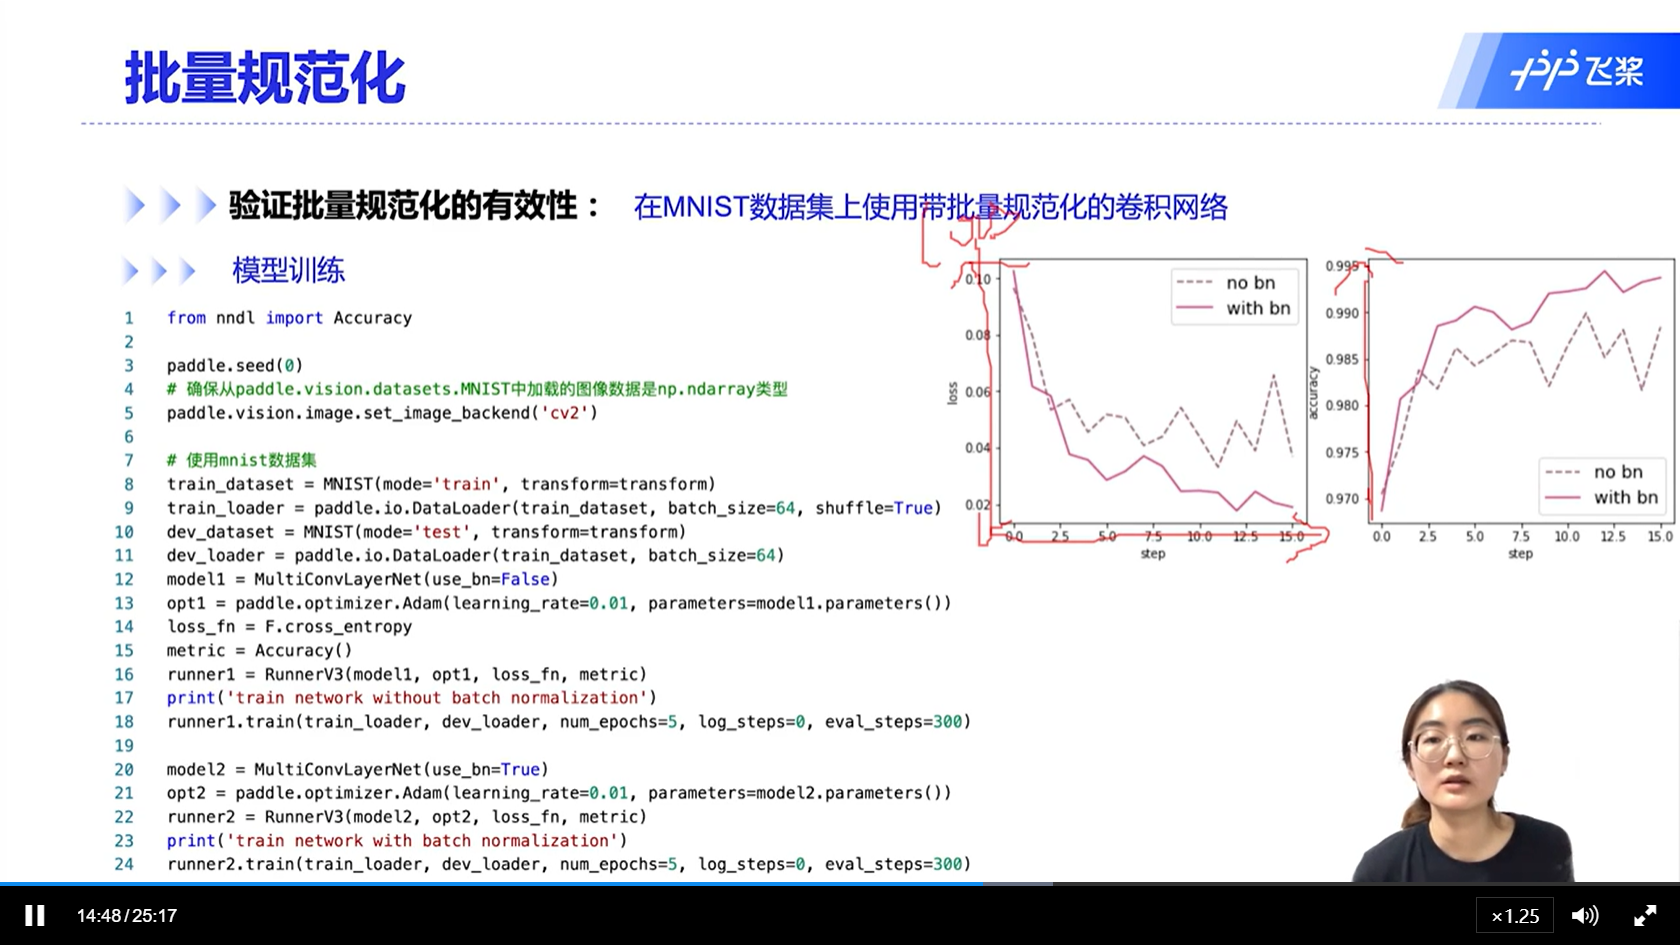 批量规范化
飞桨
验证批量规范化的有效性：
在MNIST数据集上使用带批量规范化的卷积网络
模型训练
1 from nndl import Accuracy
2
3 paddle.seed(0)
4 # 确保从paddle.vision.datasets.MNIST中加载的图像数据是np.ndarray类型
5 paddle.vision.image.set_image_backend('cv2')
6
7 # 使用mnist数据集
8 train_dataset = MNIST(mode='train', transform=transform)
9 train_loader = paddle.io.DataLoader(train_dataset, batch_size=64, shuffle=True)
10 dev_dataset = MNIST(mode='test', transform=transform)
11 dev_loader = paddle.io.DataLoader(train_dataset, batch_size=64)
12 model1 = MultiConvLayerNet(use_bn=False)
13 opt1 = paddle.optimizer.Adam(learning_rate=0.01, parameters=model1.parameters())
14 loss_fn = F.cross_entropy
15 metric = Accuracy()
16 runner1 = RunnerV3(model1, opt1, loss_fn, metric)
17 print('train network without batch normalization')
18 runner1.train(train_loader, dev_loader, num_epochs=5, log_steps=0, eval_steps=300)
19
20 model2 = MultiConvLayerNet(use_bn=True)
21 opt2 = paddle.optimizer.Adam(learning_rate=0.01, parameters=model2.parameters())
22 runner2 = RunnerV3(model2, opt2, loss_fn, metric)
23 print('train network with batch normalization')
24 runner2.train(train_loader, dev_loader, num_epochs=5, log_steps=0, eval_steps=300)
0.10
0.08
0.06
0.04
0.02
loss
no bn
with bn
0.0 2.5 5.0 7.5 10.0 12.5 15.0
step
0.995
0.990
0.985
0.980
0.975
0.970
accuracy
no bn
with bn
0.0 2.5 5.0 7.5 10.0 12.5 15.0
step
14:48/25:17
×1.25